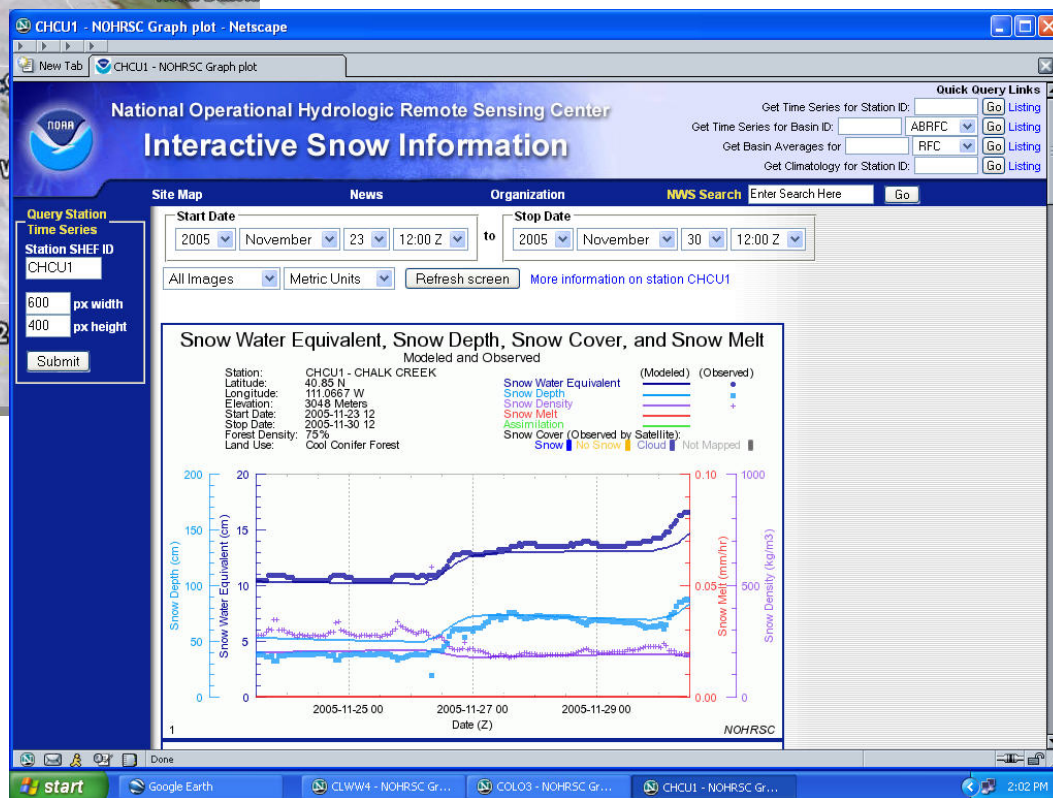 CHCU1 - NOHRSC Graph plot - Netscape
New Tab CHCU1 - NOHRSC Graph plot
Quick Query Links
NOAA
National Operational Hydrologic Remote Sensing Center
Interactive Snow Information
Get Time Series for Station ID: Go Listing
Get Time Series for Basin ID: ABRFC Go Listing
Get Basin Averages for RFC Go Listing
Get Climatology for Station ID: Go Listing
Site Map News Organization NWS Search Enter Search Here Go
Query Station
Time Series
Station SHEF ID
CHCU1
600 px width
400 px height
Submit
Start Date
2005 November 23 12:00 Z
to
Stop Date
2005 November 30 12:00 Z
All Images Metric Units Refresh screen More information on station CHCU1
Snow Water Equivalent, Snow Depth, Snow Cover, and Snow Melt
Modeled and Observed
Station: CHCU1 - CHALK CREEK
Latitude: 40.85 N
Longitude: 111.0667 W
Elevation: 3048 Meters
Start Date: 2005-11-23 12
Stop Date: 2005-11-30 12
Forest Density: 75%
Land Use: Cool Conifer Forest
(Modeled) (Observed)
Snow Water Equivalent
Snow Depth
Snow Density
Snow Melt
Assimilation
Snow Cover (Observed by Satellite):
Snow No Snow Cloud Not Mapped
200 20 0.10 1000
150 15
100 10 0.05 500
50 5
0 0 0.00 0
Snow Depth (cm)
Snow Water Equivalent (cm)
Snow Melt (mm/hr)
Snow Density (kg/m3)
2005-11-25 00 2005-11-27 00 2005-11-29 00
Date (Z)
1 NOHRSC
Done
start Google Earth CLWW4 - NOHRSC Gr... COLO3 - NOHRSC Gr... CHCU1 - NOHRSC Gr... 2:02 PM